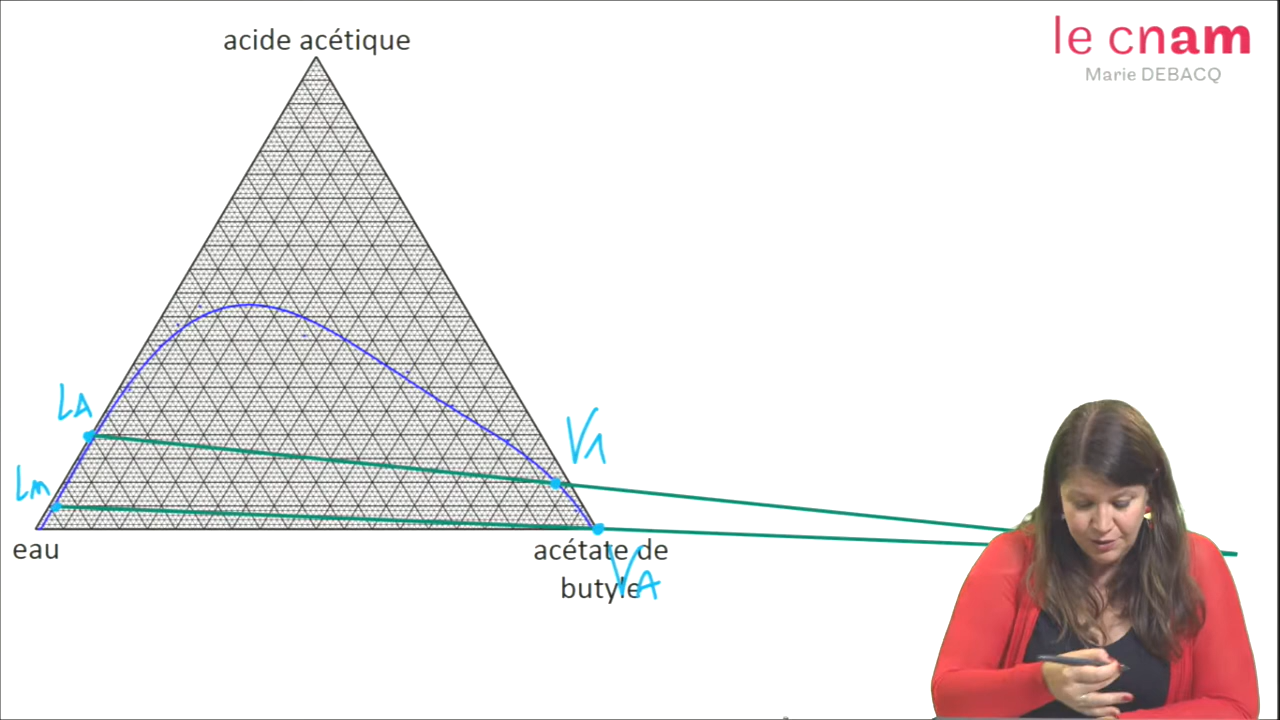 acide acétique
le cnam
Marie DEBACQ
LA
V1
Lm
eau
acétate de
butyle
VA